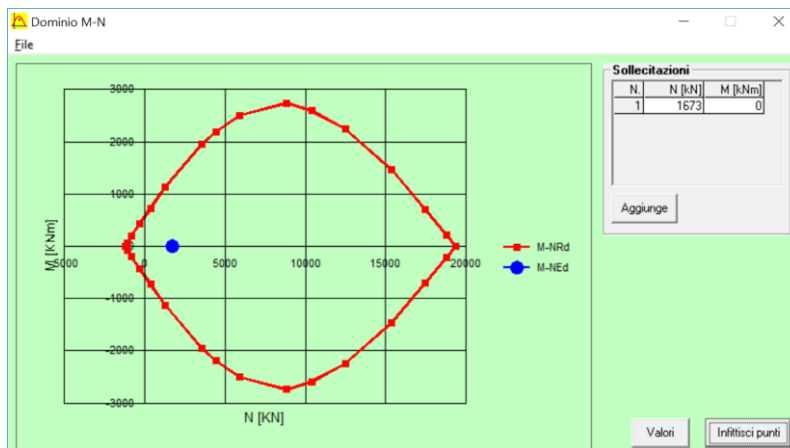 Dominio M-N
File
3000
2000
1000
-1000
-2000
-3000
-5000 0 5000 10000 15000 20000
M [KNm]
N [KN]
M-NRd
M-NEd
Sollecitazioni
N. N [kN] M [kNm]
1 1673 0
Aggiunge
Valori Infittisci punti